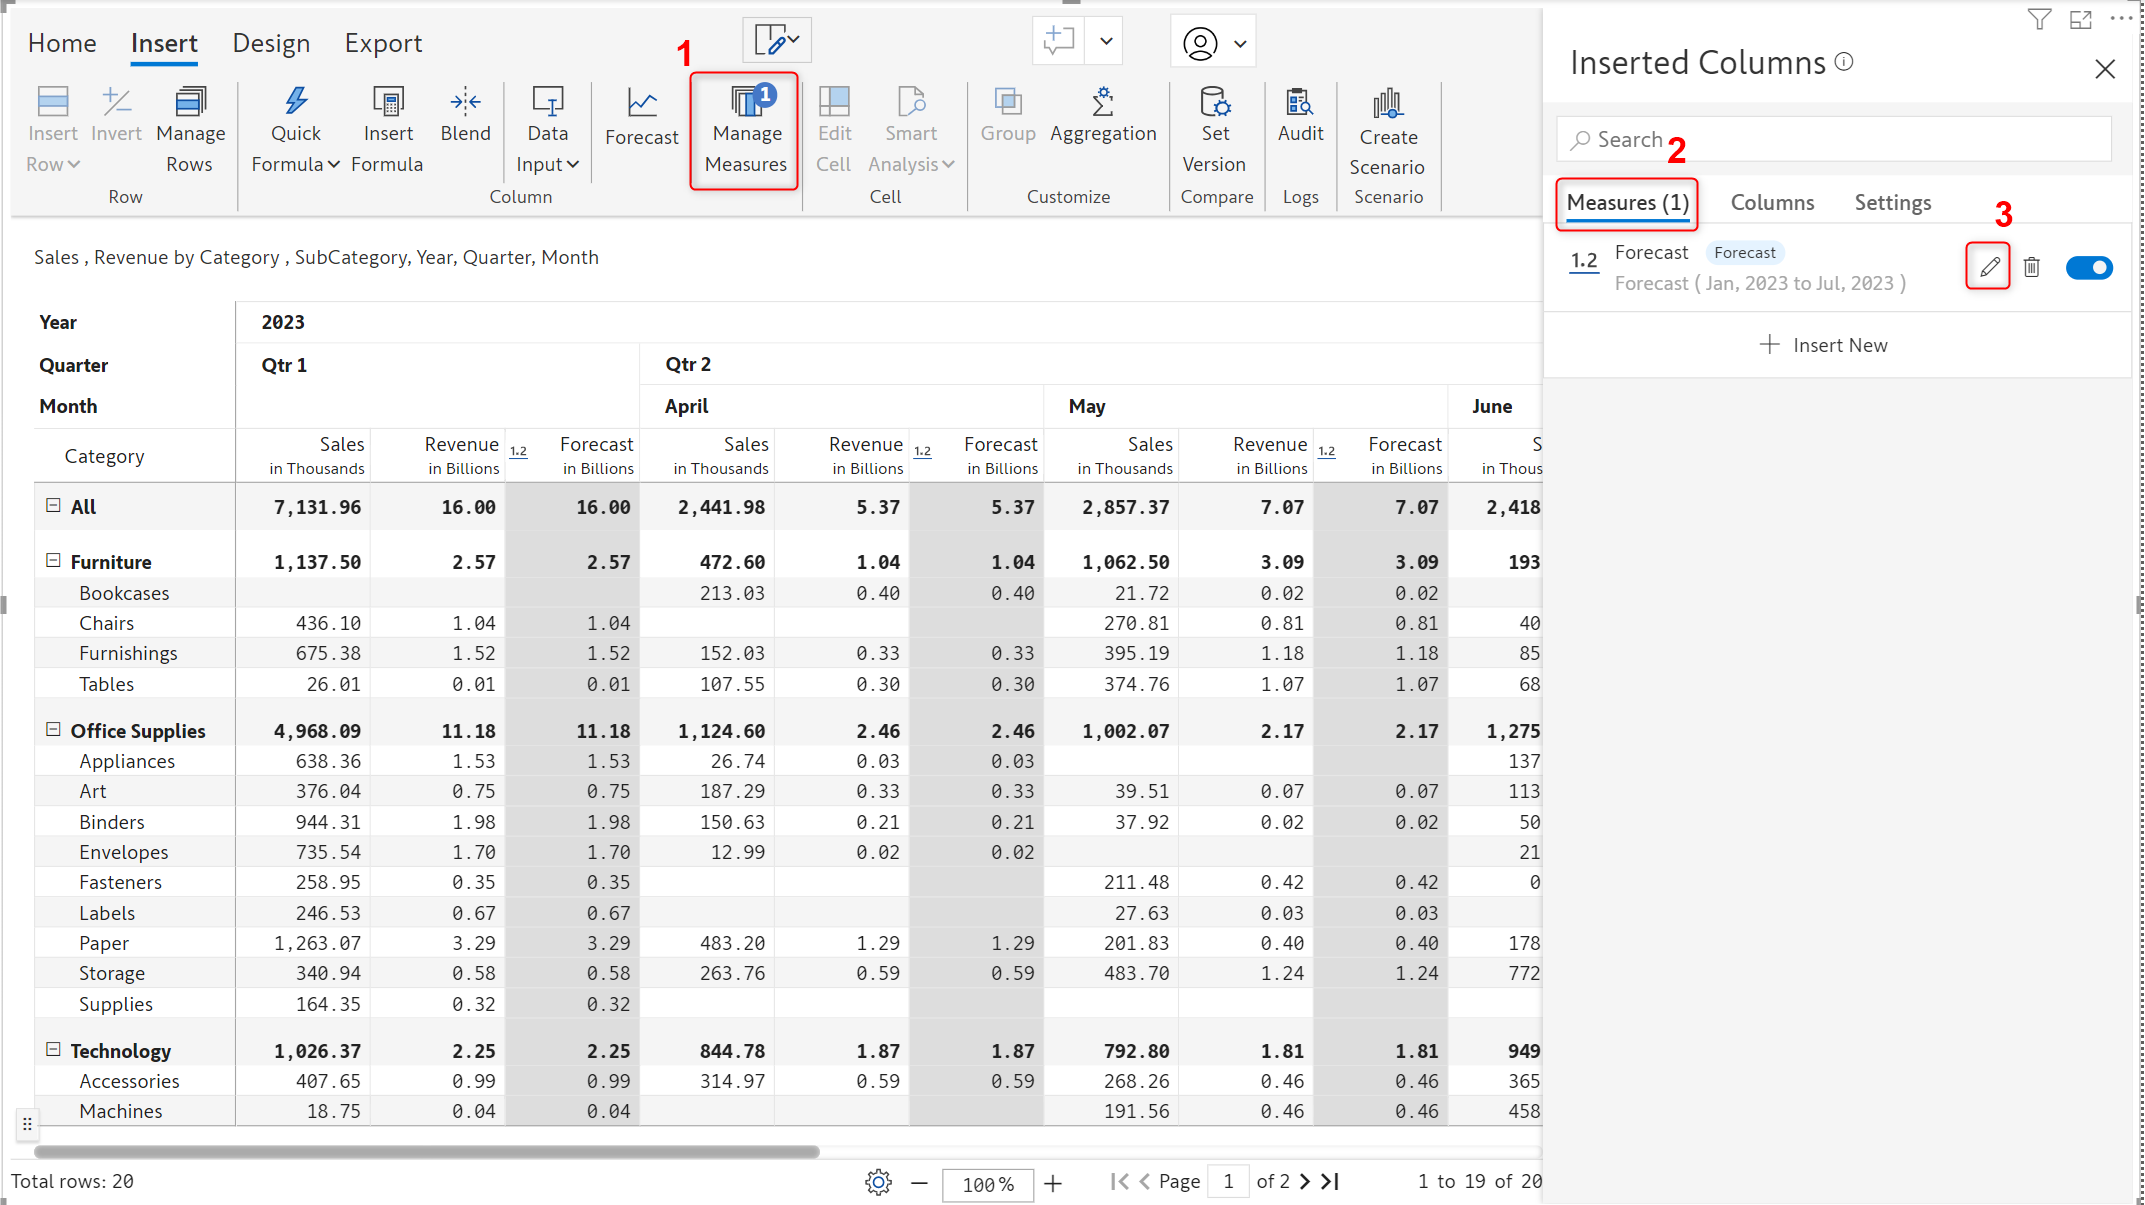 Home Insert Design Export
1
Insert Row Invert Manage Rows Quick Formula Insert Formula Blend Data Input Forecast Manage Measures 1 Edit Cell Smart Analysis Group Aggregation Set Version Audit Create Scenario
Row Column Cell Customize Compare Logs Scenario
Sales , Revenue by Category , SubCategory, Year, Quarter, Month
Year 2023
Quarter Qtr 1 Qtr 2
Month April May June
Category Sales in Thousands Revenue in Billions 1.2 Forecast in Billions Sales in Thousands Revenue in Billions 1.2 Forecast in Billions Sales in Thousands Revenue in Billions 1.2 Forecast in Billions S in Thous
All 7,131.96 16.00 16.00 2,441.98 5.37 5.37 2,857.37 7.07 7.07 2,418
Furniture 1,137.50 2.57 2.57 472.60 1.04 1.04 1,062.50 3.09 3.09 193
Bookcases 213.03 0.40 0.40 21.72 0.02 0.02
Chairs 436.10 1.04 1.04 270.81 0.81 0.81 40
Furnishings 675.38 1.52 1.52 152.03 0.33 0.33 395.19 1.18 1.18 85
Tables 26.01 0.01 0.01 107.55 0.30 0.30 374.76 1.07 1.07 68
Office Supplies 4,968.09 11.18 11.18 1,124.60 2.46 2.46 1,002.07 2.17 2.17 1,275
Appliances 638.36 1.53 1.53 26.74 0.03 0.03 137
Art 376.04 0.75 0.75 187.29 0.33 0.33 39.51 0.07 0.07 113
Binders 944.31 1.98 1.98 150.63 0.21 0.21 37.92 0.02 0.02 50
Envelopes 735.54 1.70 1.70 12.99 0.02 0.02 21
Fasteners 258.95 0.35 0.35 211.48 0.42 0.42 0
Labels 246.53 0.67 0.67 27.63 0.03 0.03
Paper 1,263.07 3.29 3.29 483.20 1.29 1.29 201.83 0.40 0.40 178
Storage 340.94 0.58 0.58 263.76 0.59 0.59 483.70 1.24 1.24 772
Supplies 164.35 0.32 0.32
Technology 1,026.37 2.25 2.25 844.78 1.87 1.87 792.80 1.81 1.81 949
Accessories 407.65 0.99 0.99 314.97 0.59 0.59 268.26 0.46 0.46 365
Machines 18.75 0.04 0.04 191.56 0.46 0.46 458
Total rows: 20 100% Page 1 of 2 1 to 19 of 20
Inserted Columns
Search
2
Measures (1) Columns Settings
3
1.2 Forecast Forecast
Forecast ( Jan, 2023 to Jul, 2023 )
Insert New